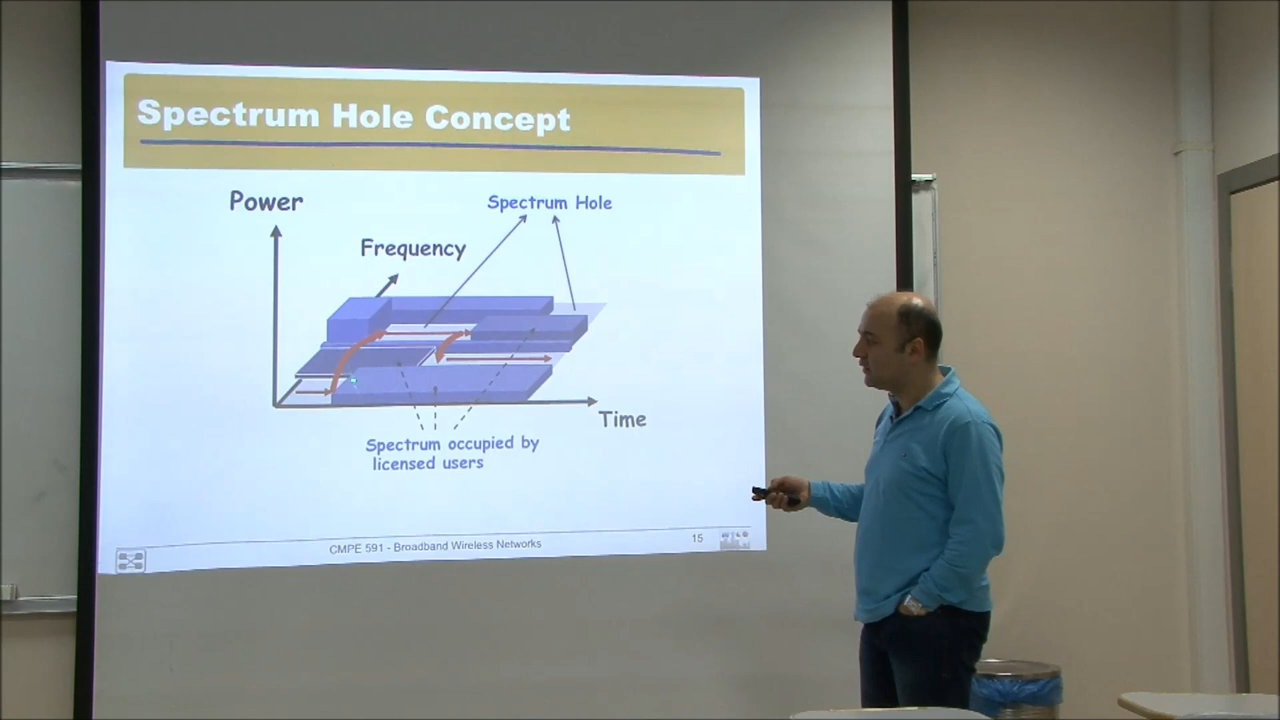 Spectrum Hole Concept
Power
Spectrum Hole
Frequency
Time
Spectrum occupied by
licensed users
CMPE 591 - Broadband Wireless Networks
15